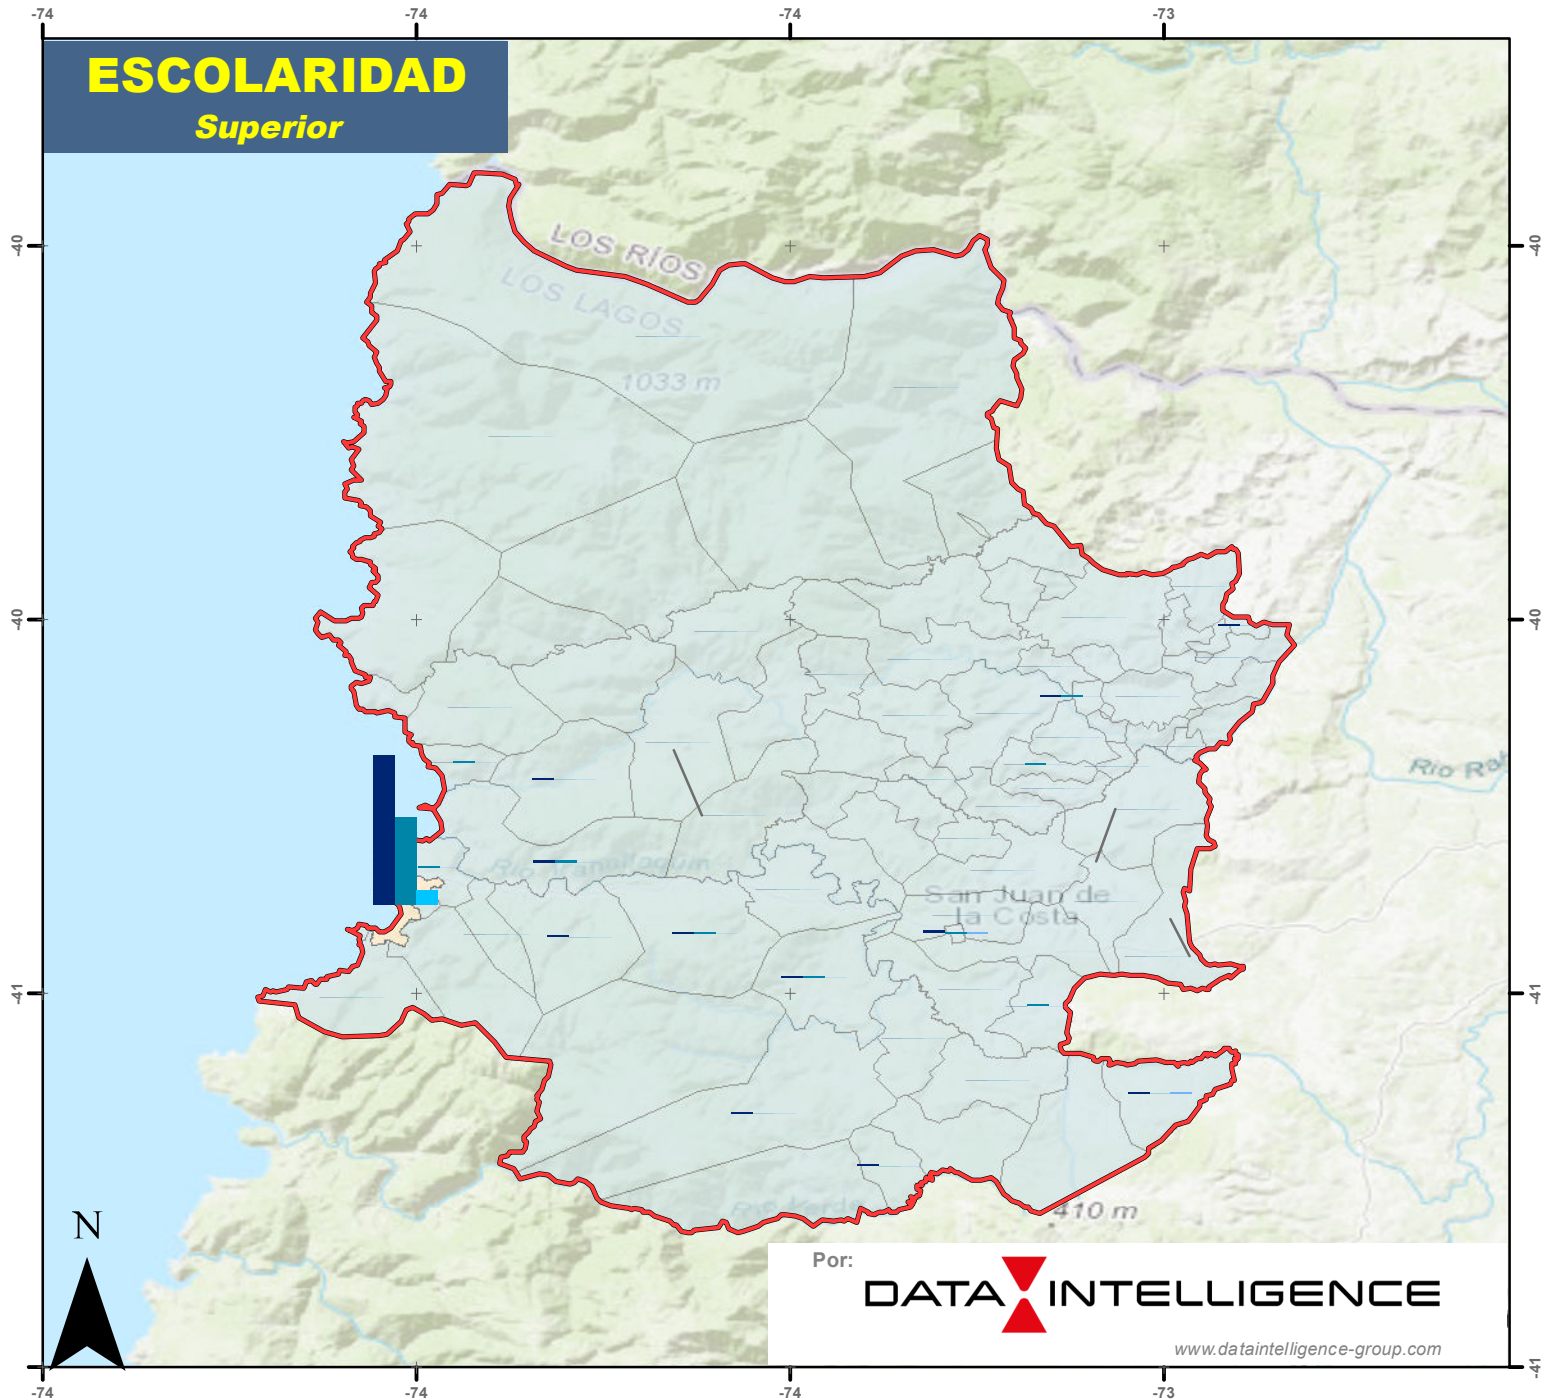 -74
-74
-74
-73
ESCOLARIDAD
Superior
-40
-40
LOS RÍOS
LOS LAGOS
1033 m
-40
-40
Río Rah
San Juan de
la Costa
-41
-41
410 m
N
Por:
DATA INTELLIGENCE
www.dataintelligence-group.com
-41
-74
-74
-74
-73